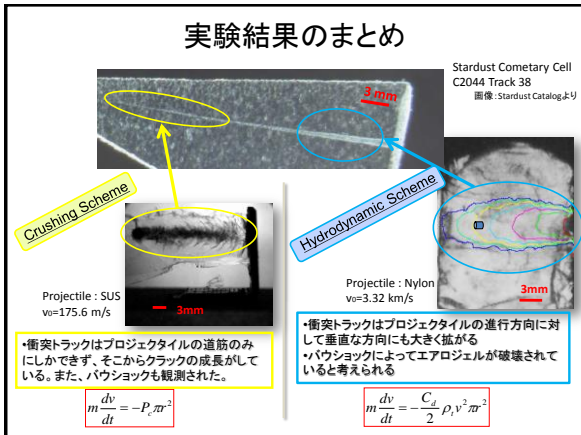 実験結果のまとめ
Stardust Cometary Cell
C2044 Track 38
画像：Stardust Catalogより
3 mm
Crushing Scheme
Hydrodynamic Scheme
Projectile : SUS
v₀=175.6 m/s
3mm
Projectile : Nylon
v₀=3.32 km/s
3mm
•衝突トラックはプロジェクタイルの道筋のみ
にしかできず、そこからクラックの成長がして
いる。また、バウショックも観測された。
•衝突トラックはプロジェクタイルの進行方向に対
して垂直な方向にも大きく拡がる
•バウショックによってエアロジェルが破壊されて
いると考えられる
m dv/dt = −P_c πr²
m dv/dt = −C_d/2 ρ_t v² πr²